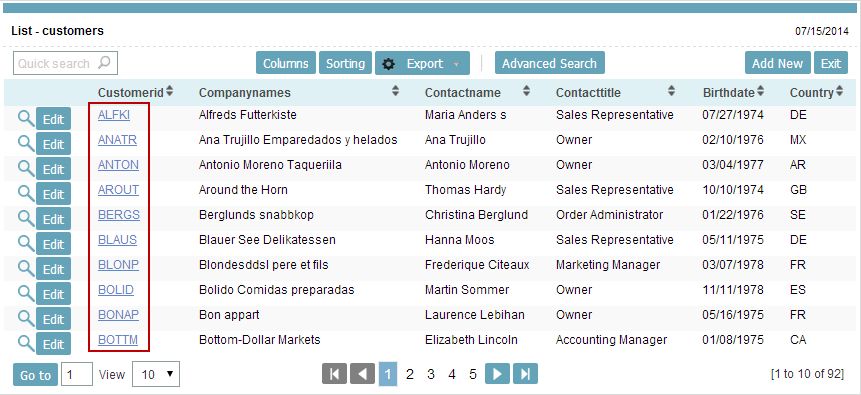 List - customers 07/15/2014
Quick search Columns Sorting Export Advanced Search Add New Exit
Customerid Companynames Contactname Contacttitle Birthdate Country
Edit ALFKI Alfreds Futterkiste Maria Anders s Sales Representative 07/27/1974 DE
Edit ANATR Ana Trujillo Emparedados y helados Ana Trujillo Owner 02/10/1976 MX
Edit ANTON Antonio Moreno Taqueriila Antonio Moreno Owner 03/04/1977 AR
Edit AROUT Around the Horn Thomas Hardy Sales Representative 10/10/1974 GB
Edit BERGS Berglunds snabbkop Christina Berglund Order Administrator 01/22/1976 SE
Edit BLAUS Blauer See Delikatessen Hanna Moos Sales Representative 05/11/1975 DE
Edit BLONP Blondesddsl pere et fils Frederique Citeaux Marketing Manager 03/07/1978 FR
Edit BOLID Bolido Comidas preparadas Martin Sommer Owner 11/11/1978 ES
Edit BONAP Bon appart Laurence Lebihan Owner 05/16/1975 FR
Edit BOTTM Bottom-Dollar Markets Elizabeth Lincoln Accounting Manager 01/08/1975 CA
Go to 1 View 10 1 2 3 4 5 [1 to 10 of 92]